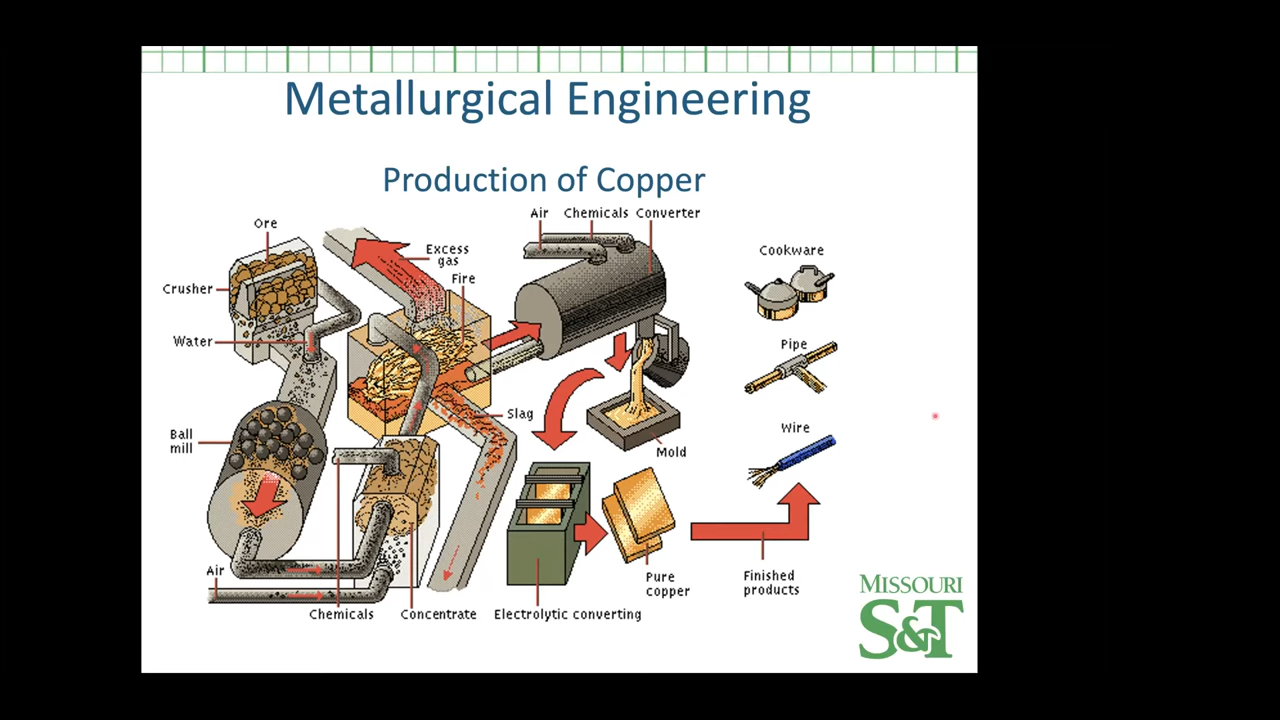 Metallurgical Engineering
Production of Copper
Ore
Crusher
Water
Ball
mill
Air
Chemicals
Concentrate
Excess
gas
Fire
Slag
Air
Chemicals
Converter
Mold
Electrolytic converting
Pure
copper
Finished
products
Cookware
Pipe
Wire
MISSOURI
S&T